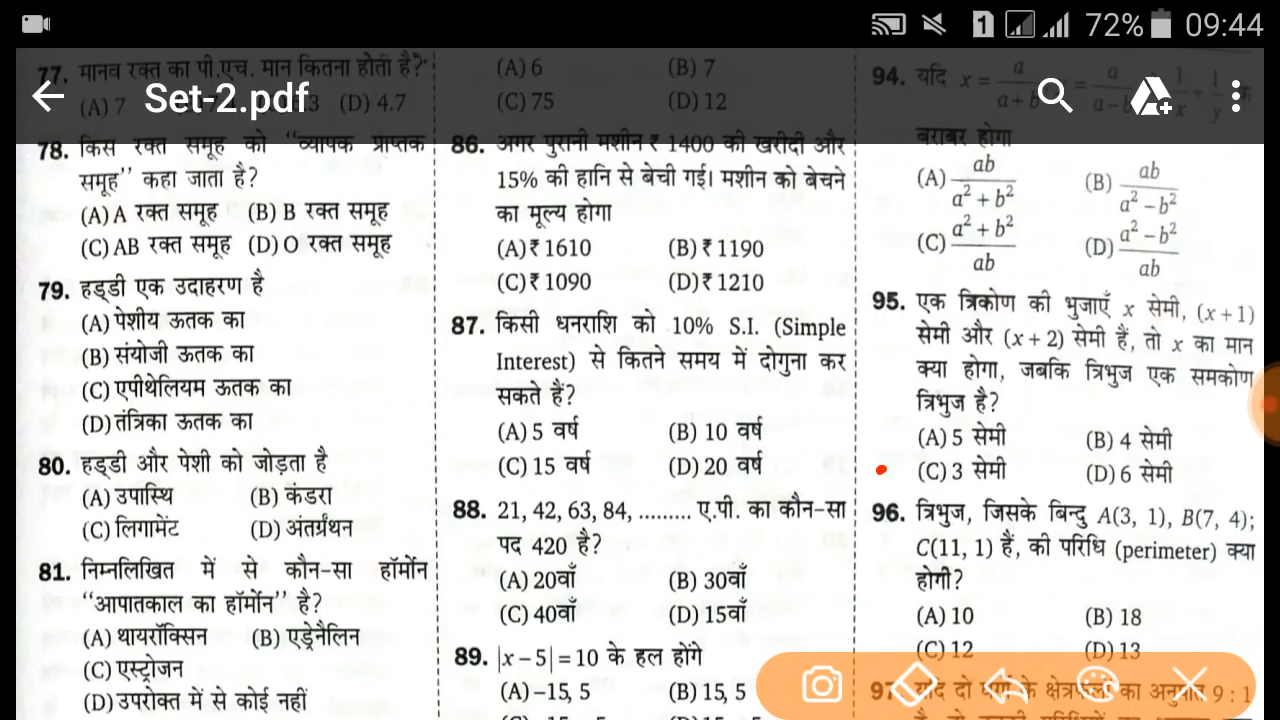 72% 09:44
Set-2.pdf
77. मानव रक्त का पी.एच. मान कितना होता है?
(A) 7 (D) 4.7
78. किस रक्त समूह को “व्यापक प्राप्तक
समूह” कहा जाता है?
(A) A रक्त समूह (B) B रक्त समूह
(C) AB रक्त समूह (D) O रक्त समूह
79. हड्डी एक उदाहरण है
(A) पेशीय ऊतक का
(B) संयोजी ऊतक का
(C) एपीथेलियम ऊतक का
(D) तंत्रिका ऊतक का
80. हड्डी और पेशी को जोड़ता है
(A) उपास्थि (B) कंडरा
(C) लिगामेंट (D) अंतर्ग्रंथन
81. निम्नलिखित में से कौन-सा हॉर्मोन
“आपातकाल का हॉर्मोन” है?
(A) थायरॉक्सिन (B) एड्रेनैलिन
(C) एस्ट्रोजन
(D) उपरोक्त में से कोई नहीं
(A) 6 (B) 7
(C) 75 (D) 12
86. अगर पुरानी मशीन ₹ 1400 की खरीदी और
15% की हानि से बेची गई। मशीन को बेचने
का मूल्य होगा
(A) ₹ 1610 (B) ₹ 1190
(C) ₹ 1090 (D) ₹ 1210
87. किसी धनराशि को 10% S.I. (Simple
Interest) से कितने समय में दोगुना कर
सकते हैं?
(A) 5 वर्ष (B) 10 वर्ष
(C) 15 वर्ष (D) 20 वर्ष
88. 21, 42, 63, 84, ......... ए.पी. का कौन-सा
पद 420 है?
(A) 20वाँ (B) 30वाँ
(C) 40वाँ (D) 15वाँ
89. |x – 5| = 10 के हल होंगे
(A) –15, 5 (B) 15, 5
94. यदि x = a/(a+b)
बराबर होगा
(A) ab/(a² + b²) (B) ab/(a² – b²)
(C) (a² + b²)/ab (D) (a² – b²)/ab
95. एक त्रिकोण की भुजाएँ x सेमी, (x + 1)
सेमी और (x + 2) सेमी हैं, तो x का मान
क्या होगा, जबकि त्रिभुज एक समकोण
त्रिभुज है?
(A) 5 सेमी (B) 4 सेमी
(C) 3 सेमी (D) 6 सेमी
96. त्रिभुज, जिसके बिन्दु A(3, 1), B(7, 4);
C(11, 1) हैं, की परिधि (perimeter) क्या
होगी?
(A) 10 (B) 18
(C) 12 (D) 13
97. यदि दो के क्षेत्रफलों का अनुपात 9 : 1